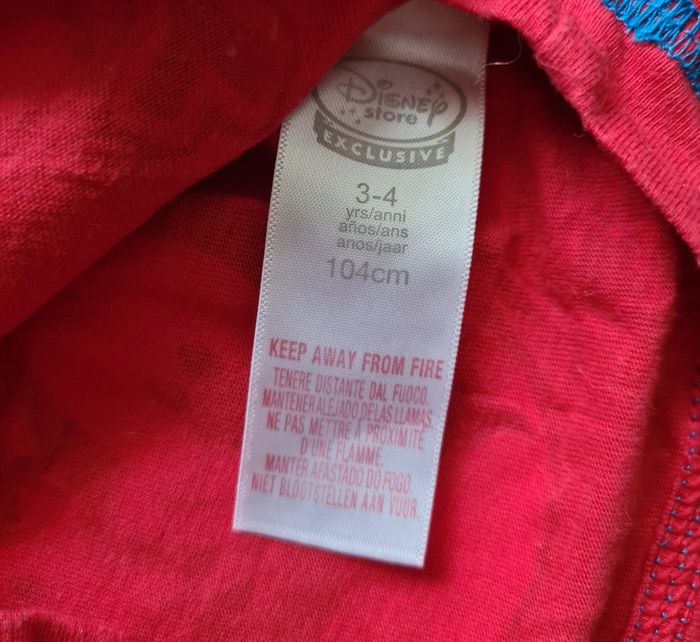 Disney
store
EXCLUSIVE
3-4
yrs/anni
años/ans
anos/jaar
104cm
KEEP AWAY FROM FIRE
TENERE DISTANTE DAL FUOCO.
MANTENER ALEJADO DE LAS LLAMAS.
NE PAS METTRE À PROXIMITÉ
D'UNE FLAMME.
MANTER AFASTADO DO FOGO.
NIET BLOOTSTELLEN AAN VUUR.